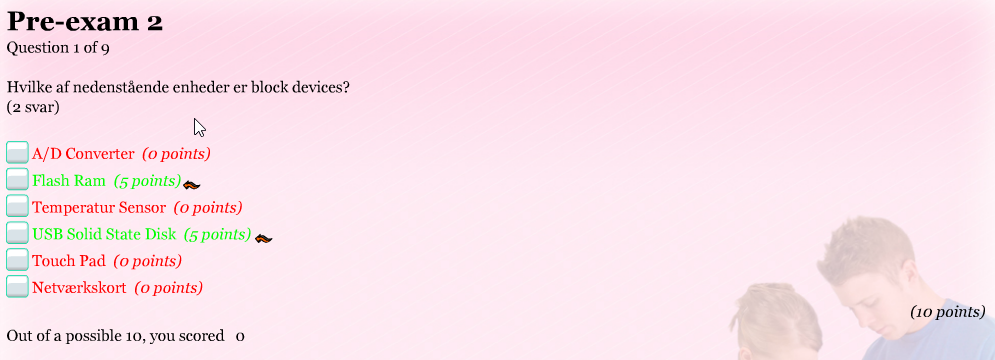 Pre-exam 2
Question 1 of 9
Hvilke af nedenstående enheder er block devices?
(2 svar)
A/D Converter (0 points)
Flash Ram (5 points)
Temperatur Sensor (0 points)
USB Solid State Disk (5 points)
Touch Pad (0 points)
Netværkskort (0 points)
(10 points)
Out of a possible 10, you scored 0